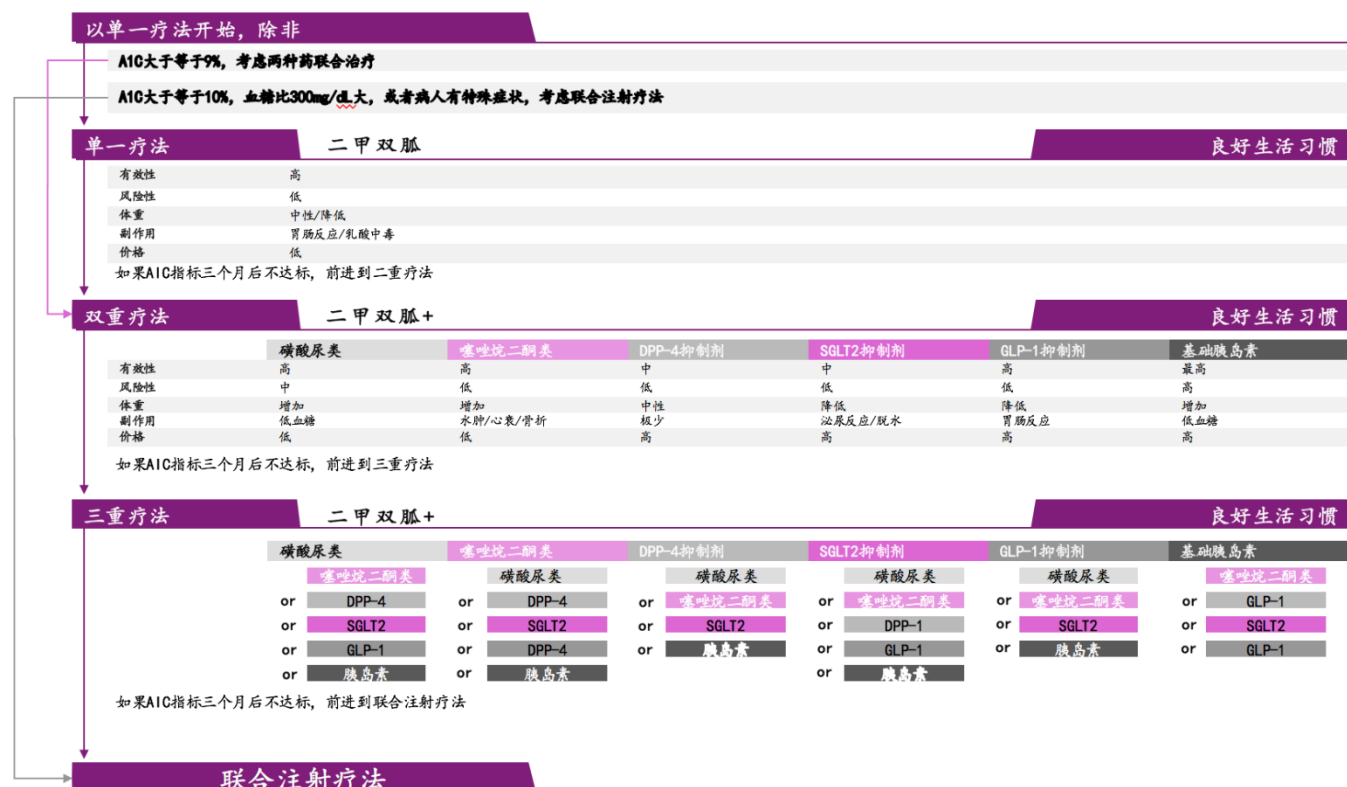 以单一疗法开始，除非
A1C大于等于9%，考虑两种药联合治疗
A1C大于等于10%，血糖比300mg/dL大，或者病人有特殊症状，考虑联合注射疗法
单一疗法 二甲双胍 良好生活习惯
有效性 高
风险性 低
体重 中性/降低
副作用 胃肠反应/乳酸中毒
价格 低
如果AIC指标三个月后不达标，前进到二重疗法
双重疗法 二甲双胍+ 良好生活习惯
磺酸尿类 噻唑烷二酮类 DPP-4抑制剂 SGLT2抑制剂 GLP-1抑制剂 基础胰岛素
有效性 高 高 中 中 高 最高
风险性 中 低 低 低 低 高
体重 增加 增加 中性 降低 降低 增加
副作用 低血糖 水肿/心衰/骨折 极少 泌尿反应/脱水 胃肠反应 低血糖
价格 低 低 高 高 高 高
如果AIC指标三个月后不达标，前进到三重疗法
三重疗法 二甲双胍+ 良好生活习惯
磺酸尿类 噻唑烷二酮类 DPP-4抑制剂 SGLT2抑制剂 GLP-1抑制剂 基础胰岛素
噻唑烷二酮类 磺酸尿类 磺酸尿类 磺酸尿类 磺酸尿类 噻唑烷二酮类
or DPP-4 or DPP-4 or 噻唑烷二酮类 or 噻唑烷二酮类 or 噻唑烷二酮类 or GLP-1
or SGLT2 or SGLT2 or SGLT2 or DPP-1 or SGLT2 or SGLT2
or GLP-1 or DPP-4 or 胰岛素 or GLP-1 or 胰岛素 or GLP-1
or 胰岛素 or 胰岛素 or 胰岛素
如果AIC指标三个月后不达标，前进到联合注射疗法
联合注射疗法